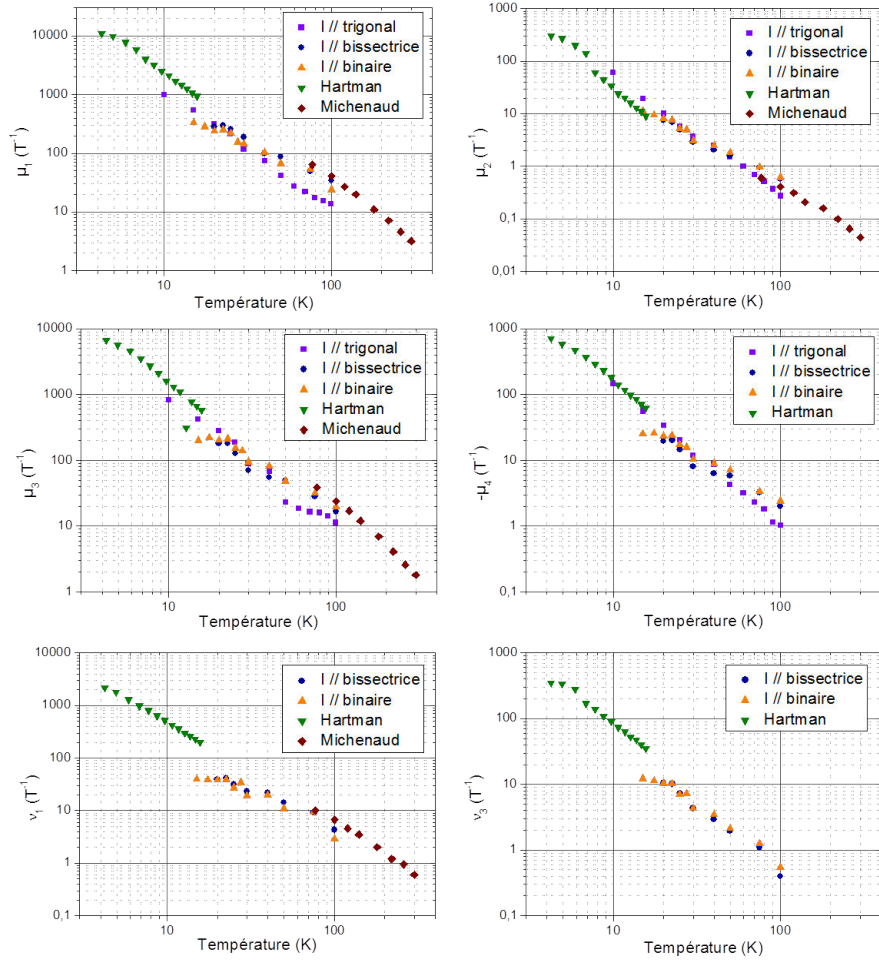 10000
1000
100
10
1
10
100
μ1 (T-1)
Température (K)
I // trigonal
I // bissectrice
I // binaire
Hartman
Michenaud
1000
100
10
1
0,1
0,01
10
100
μ2 (T-1)
Température (K)
I // trigonal
I // bissectrice
I // binaire
Hartman
Michenaud
10000
1000
100
10
1
10
100
μ3 (T-1)
Température (K)
I // trigonal
I // bissectrice
I // binaire
Hartman
Michenaud
1000
100
10
1
0,1
10
100
-μ4 (T-1)
Température (K)
I // trigonal
I // bissectrice
I // binaire
Hartman
10000
1000
100
10
1
0,1
10
100
ν1 (T-1)
Température (K)
I // bissectrice
I // binaire
Hartman
Michenaud
1000
100
10
1
0,1
10
100
ν3 (T-1)
Température (K)
I // bissectrice
I // binaire
Hartman